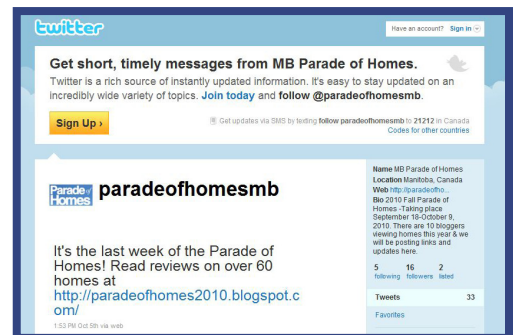 twitter
Have an account? Sign in
Get short, timely messages from MB Parade of Homes.
Twitter is a rich source of instantly updated information. It's easy to stay updated on an
incredibly wide variety of topics. Join today and follow @paradeofhomesmb.
Sign Up ›
Get updates via SMS by texting follow paradeofhomesmb to 21212 in Canada
Codes for other countries
Parade of
Homes
paradeofhomesmb
It's the last week of the Parade of
Homes! Read reviews on over 60
homes at
http://paradeofhomes2010.blogspot.c
om/
1:53 PM Oct 5th via web
Name MB Parade of Homes
Location Manitoba, Canada
Web http://paradeofho...
Bio 2010 Fall Parade of
Homes -Taking place
September 18-October 9,
2010. There are 10 bloggers
viewing homes this year & we
will be posting links and
updates here.
5 16 2
following followers listed
Tweets 33
Favorites